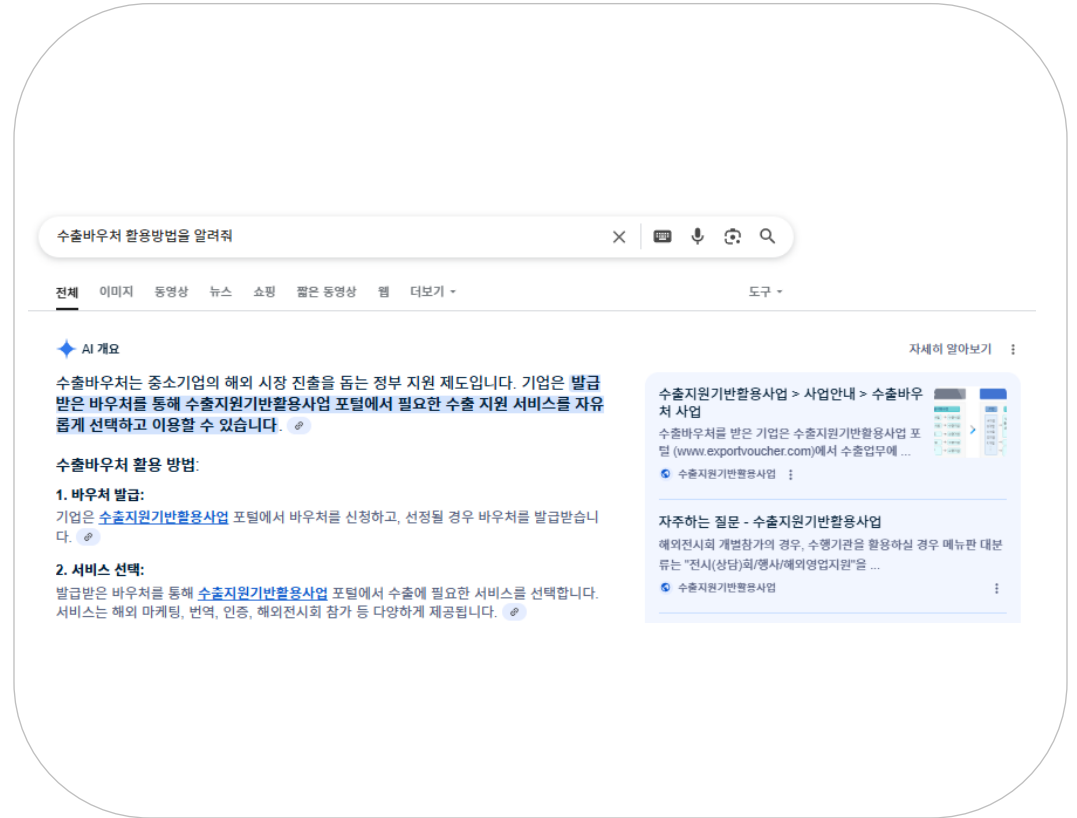 수출바우처 활용방법을 알려줘
전체 이미지 동영상 뉴스 쇼핑 짧은 동영상 웹 더보기 도구
AI 개요
자세히 알아보기
수출바우처는 중소기업의 해외 시장 진출을 돕는 정부 지원 제도입니다. 기업은 발급
받은 바우처를 통해 수출지원기반활용사업 포털에서 필요한 수출 지원 서비스를 자유
롭게 선택하고 이용할 수 있습니다.
수출바우처 활용 방법:
1. 바우처 발급:
기업은 수출지원기반활용사업 포털에서 바우처를 신청하고, 선정될 경우 바우처를 발급받습니
다.
2. 서비스 선택:
발급받은 바우처를 통해 수출지원기반활용사업 포털에서 수출에 필요한 서비스를 선택합니다.
서비스는 해외 마케팅, 번역, 인증, 해외전시회 참가 등 다양하게 제공됩니다.
수출지원기반활용사업 > 사업안내 > 수출바우
처 사업
수출바우처를 받은 기업은 수출지원기반활용사업 포
털 (www.exportvoucher.com)에서 수출업무에 ...
수출지원기반활용사업
자주하는 질문 - 수출지원기반활용사업
해외전시회 개별참가의 경우, 수행기관을 활용하실 경우 메뉴판 대분
류는 "전시(상담)회/행사/해외영업지원"을 ...
수출지원기반활용사업